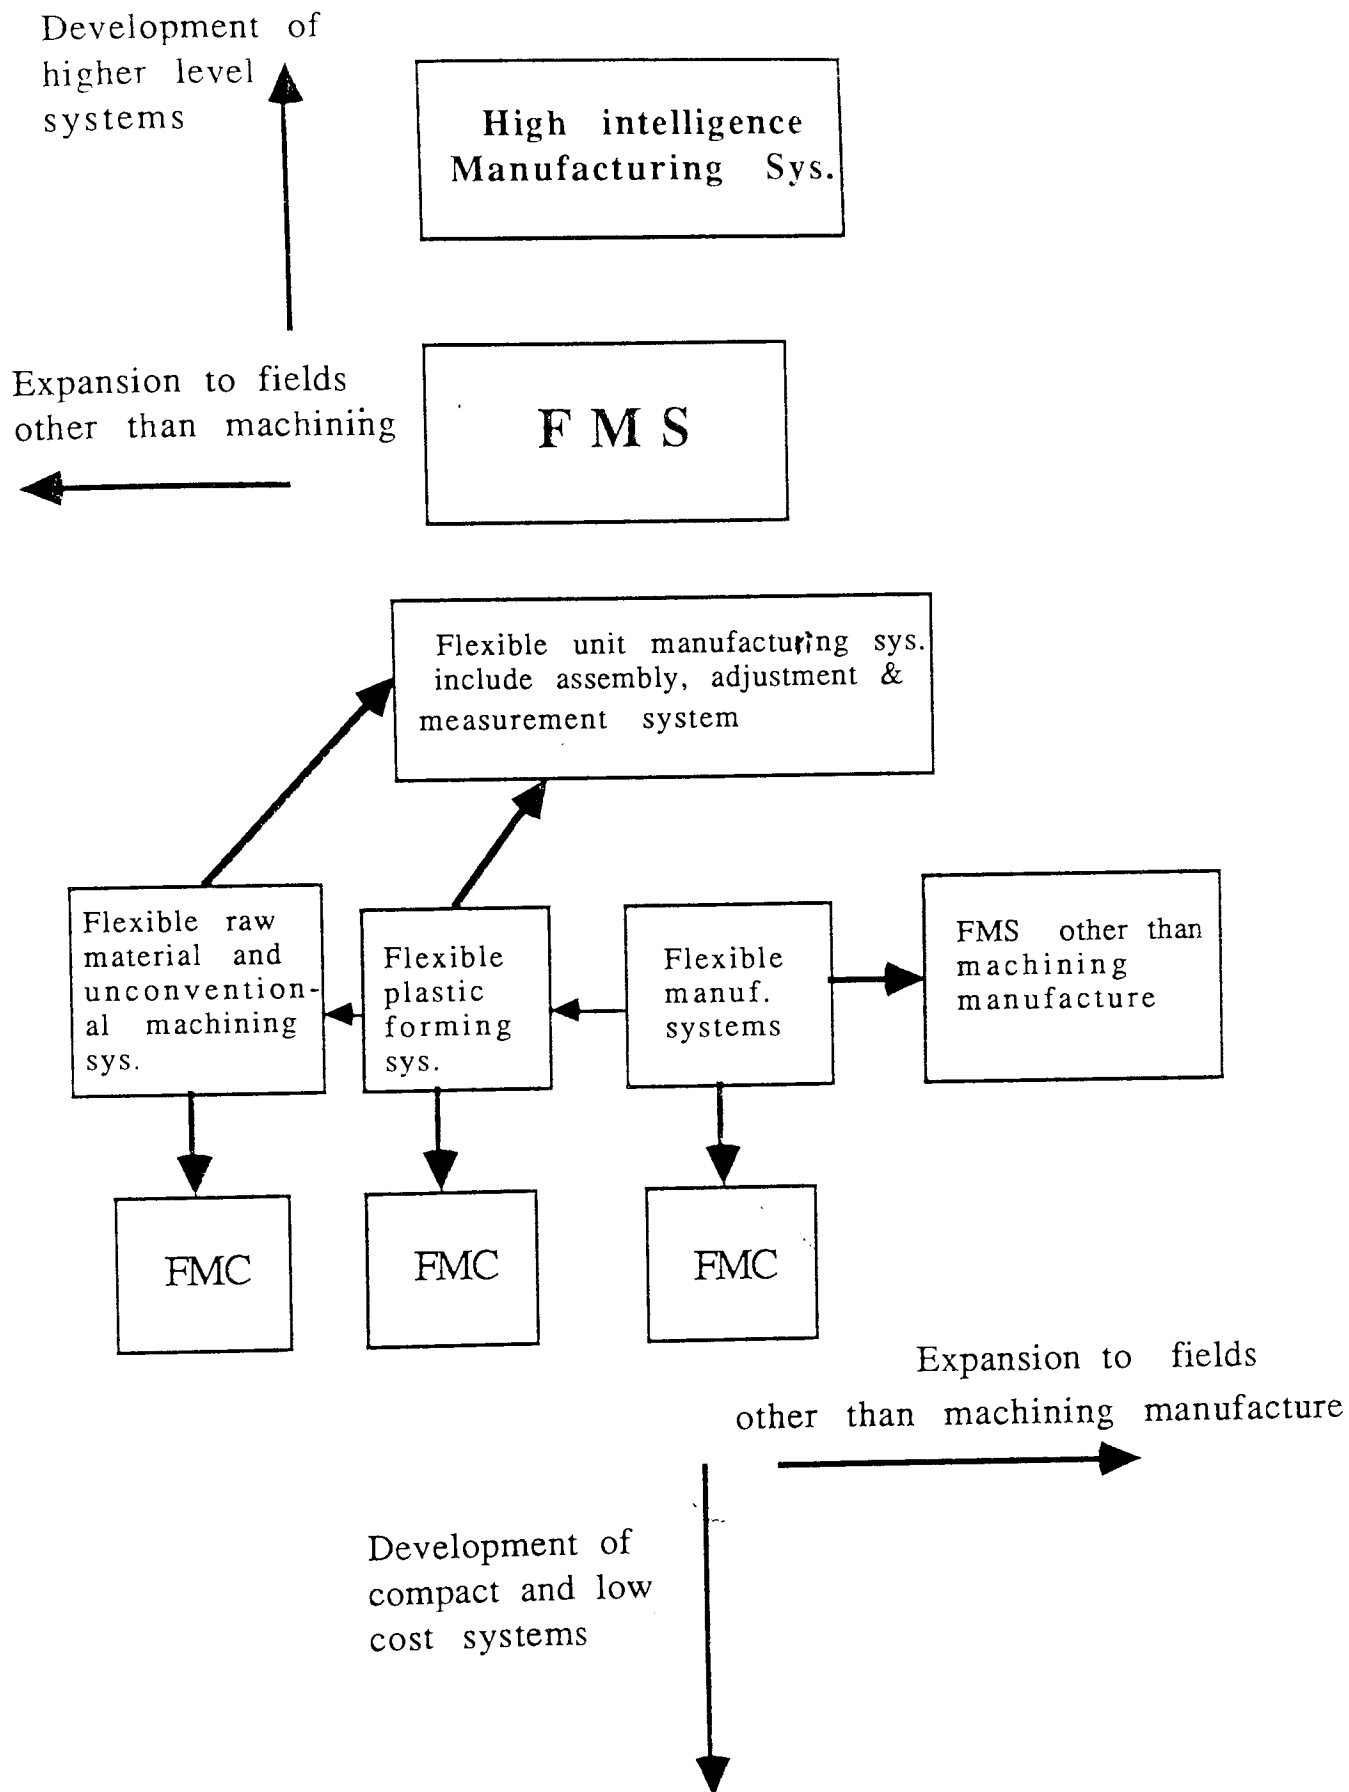 Development of
higher level
systems
High intelligence
Manufacturing Sys.
Expansion to fields
other than machining
FMS
Flexible unit manufacturing sys.
include assembly, adjustment &
measurement system
Flexible raw
material and
unconvention-
al machining
sys.
Flexible
plastic
forming
sys.
Flexible
manuf.
systems
FMS other than
machining
manufacture
FMC
FMC
FMC
Expansion to fields
other than machining manufacture
Development of
compact and low
cost systems